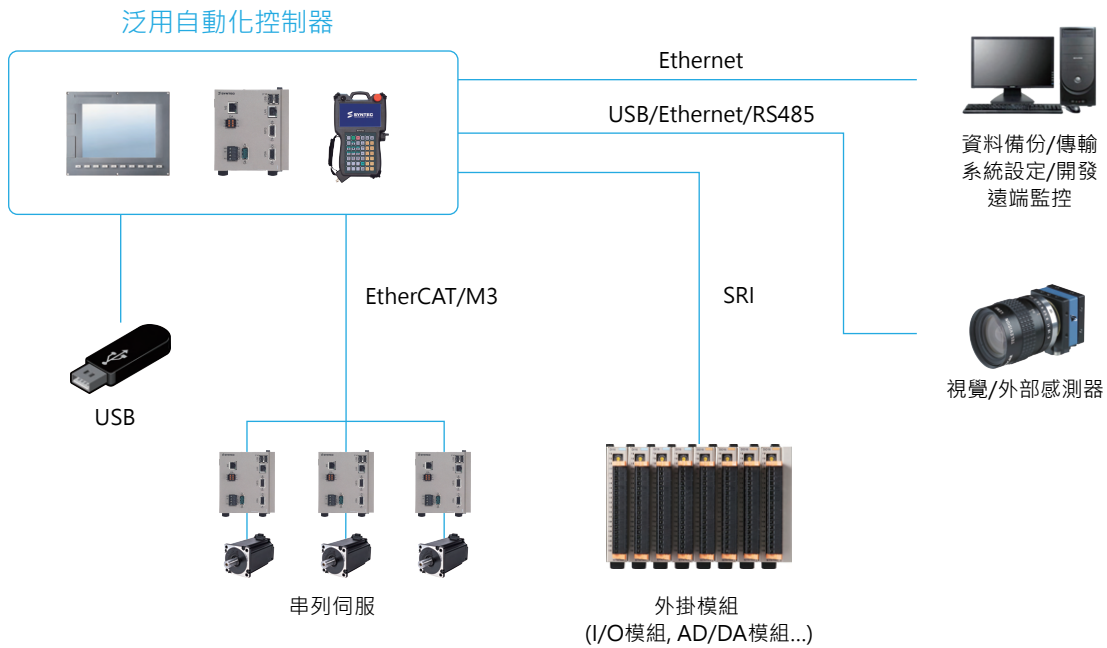 泛用自動化控制器
Ethernet
USB/Ethernet/RS485
SYNTEC
資料備份/傳輸
系統設定/開發
遠端監控
EtherCAT/M3
SRI
視覺/外部感測器
USB
串列伺服
外掛模組
(I/O模組, AD/DA模組...)